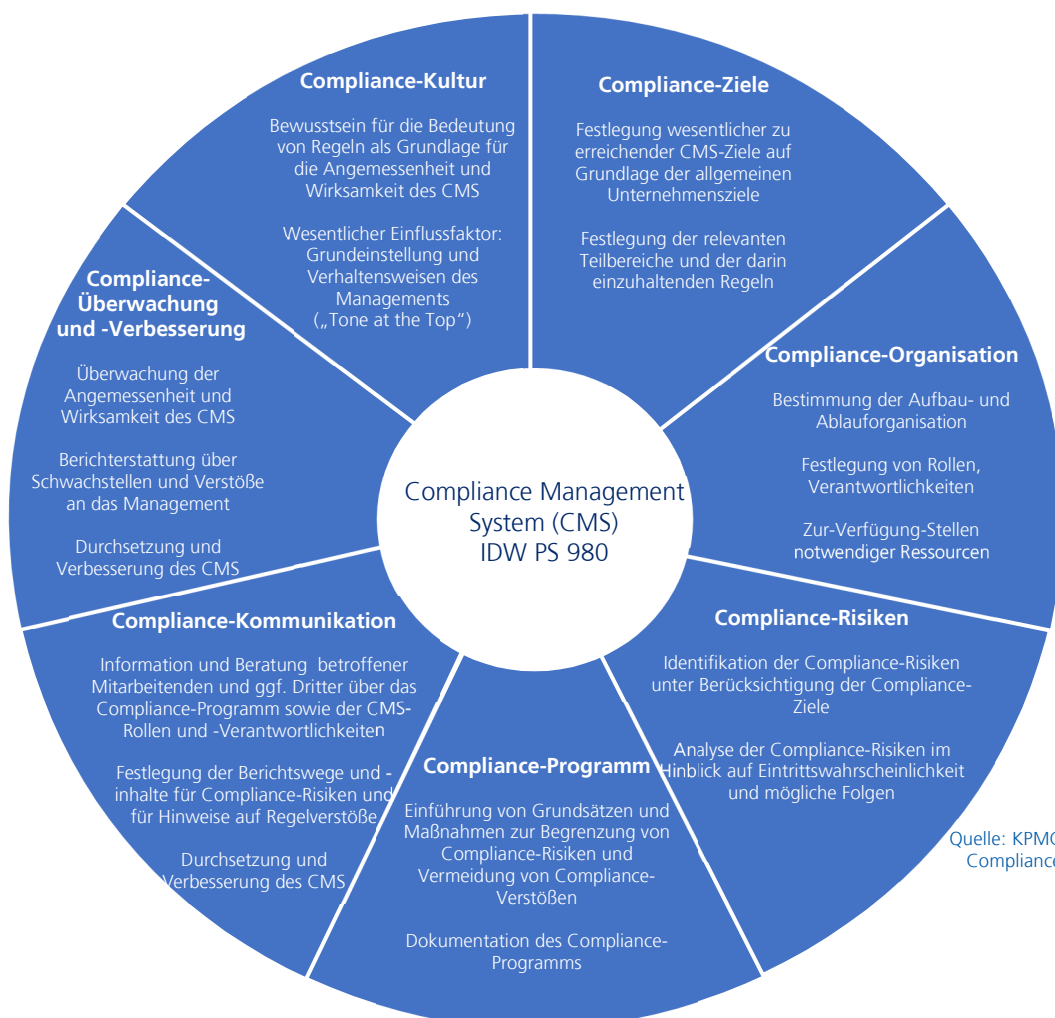 Compliance-Kultur
Bewusstsein für die Bedeutung
von Regeln als Grundlage für
die Angemessenheit und
Wirksamkeit des CMS
Wesentlicher Einflussfaktor:
Grundeinstellung und
Verhaltensweisen des
Managements
(„Tone at the Top“)
Compliance-Ziele
Festlegung wesentlicher zu
erreichender CMS-Ziele auf
Grundlage der allgemeinen
Unternehmensziele
Festlegung der relevanten
Teilbereiche und der darin
einzuhaltenden Regeln
Compliance-Organisation
Bestimmung der Aufbau- und
Ablauforganisation
Festlegung von Rollen,
Verantwortlichkeiten
Zur-Verfügung-Stellen
notwendiger Ressourcen
Compliance-Risiken
Identifikation der Compliance-Risiken
unter Berücksichtigung der Compliance-
Ziele
Analyse der Compliance-Risiken im
Hinblick auf Eintrittswahrscheinlichkeit
und mögliche Folgen
Compliance-Programm
Einführung von Grundsätzen und
Maßnahmen zur Begrenzung von
Compliance-Risiken und
Vermeidung von Compliance-
Verstößen
Dokumentation des Compliance-
Programms
Compliance-Kommunikation
Information und Beratung betroffener
Mitarbeitenden und ggf. Dritter über das
Compliance-Programm sowie der CMS-
Rollen und -Verantwortlichkeiten
Festlegung der Berichtswege und -
inhalte für Compliance-Risiken und
für Hinweise auf Regelverstöße
Durchsetzung und
Verbesserung des CMS
Compliance-
Überwachung
und -Verbesserung
Überwachung der
Angemessenheit und
Wirksamkeit des CMS
Berichterstattung über
Schwachstellen und Verstöße
an das Management
Durchsetzung und
Verbesserung des CMS
Compliance Management
System (CMS)
IDW PS 980
Quelle:
Compliance